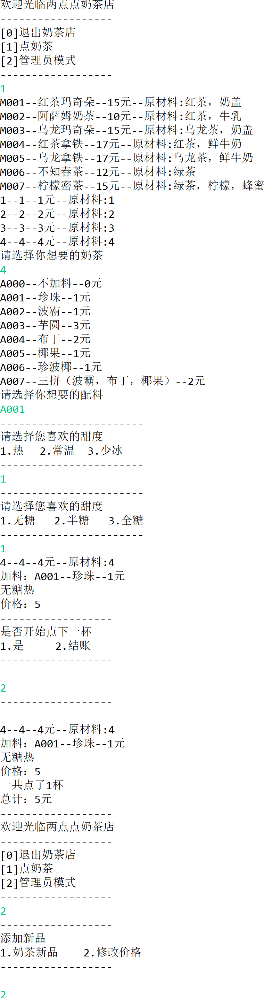 欢迎光临两点点奶茶店
------------------
[0]退出奶茶店
[1]点奶茶
[2]管理员模式
------------------
1
M001--红茶玛奇朵--15元--原材料:红茶，奶盖
M002--阿萨姆奶茶--10元--原材料:红茶，牛乳
M003--乌龙玛奇朵--15元--原材料:乌龙茶，奶盖
M004--红茶拿铁--17元--原材料:红茶，鲜牛奶
M005--乌龙拿铁--17元--原材料:乌龙茶，鲜牛奶
M006--不知春茶--12元--原材料:绿茶
M007--柠檬密茶--15元--原材料:绿茶，柠檬，蜂蜜
1--1--1元--原材料:1
2--2--2元--原材料:2
3--3--3元--原材料:3
4--4--4元--原材料:4
请选择你想要的奶茶
4
A000--不加料--0元
A001--珍珠--1元
A002--波霸--1元
A003--芋圆--3元
A004--布丁--2元
A005--椰果--1元
A006--珍波椰--1元
A007--三拼（波霸，布丁，椰果）--2元
请选择你想要的配料
A001
-----------------------
请选择您喜欢的甜度
1.热  2.常温  3.少冰
-----------------------
1
-----------------------
请选择您喜欢的甜度
1.无糖   2.半糖   3.全糖
-----------------------
1
4--4--4元--原材料:4
加料：A001--珍珠--1元
无糖热
价格：5
------------------
是否开始点下一杯
1.是     2.结账
------------------
2
------------------
4--4--4元--原材料:4
加料：A001--珍珠--1元
无糖热
价格：5
一共点了1杯
总计：5元
------------------
欢迎光临两点点奶茶店
------------------
[0]退出奶茶店
[1]点奶茶
[2]管理员模式
------------------
2
------------------
添加新品
1.奶茶新品    2.修改价格
------------------
2